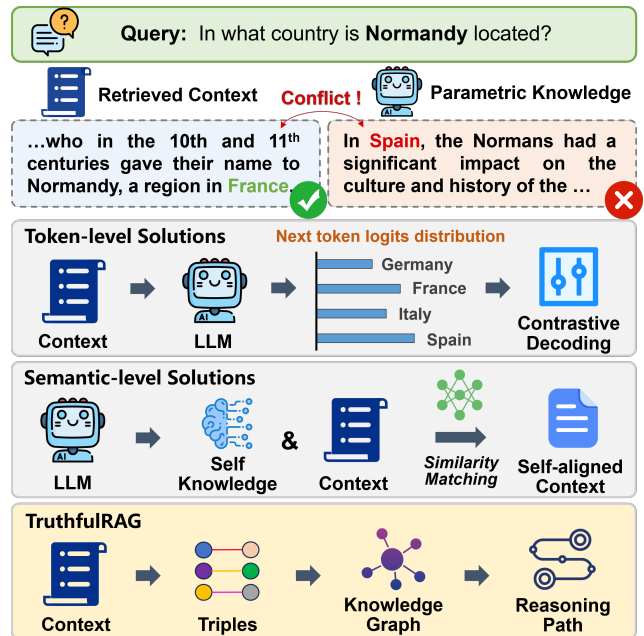 Query: In what country is Normandy located?
Retrieved Context
Conflict !
Parametric Knowledge
…who in the 10th and 11th
centuries gave their name to
Normandy, a region in France.
In Spain, the Normans had a
significant impact on the
culture and history of the …
Token-level Solutions
Next token logits distribution
Germany
France
Italy
Spain
AI
Context
LLM
Contrastive
Decoding
Semantic-level Solutions
AI
LLM
Self
Knowledge
&
Context
Similarity
Matching
Self-aligned
Context
TruthfulRAG
Context
Triples
Knowledge
Graph
Reasoning
Path